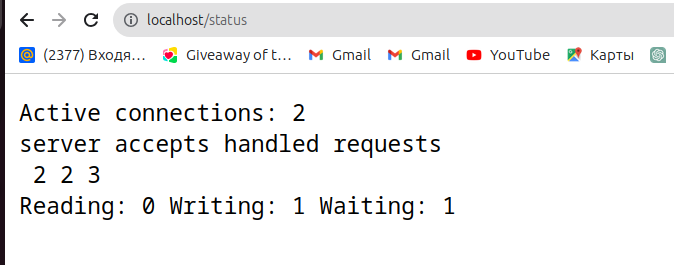 localhost/status
(2377) Входя… Giveaway of t… Gmail Gmail YouTube Карты
Active connections: 2
server accepts handled requests
2 2 3
Reading: 0 Writing: 1 Waiting: 1